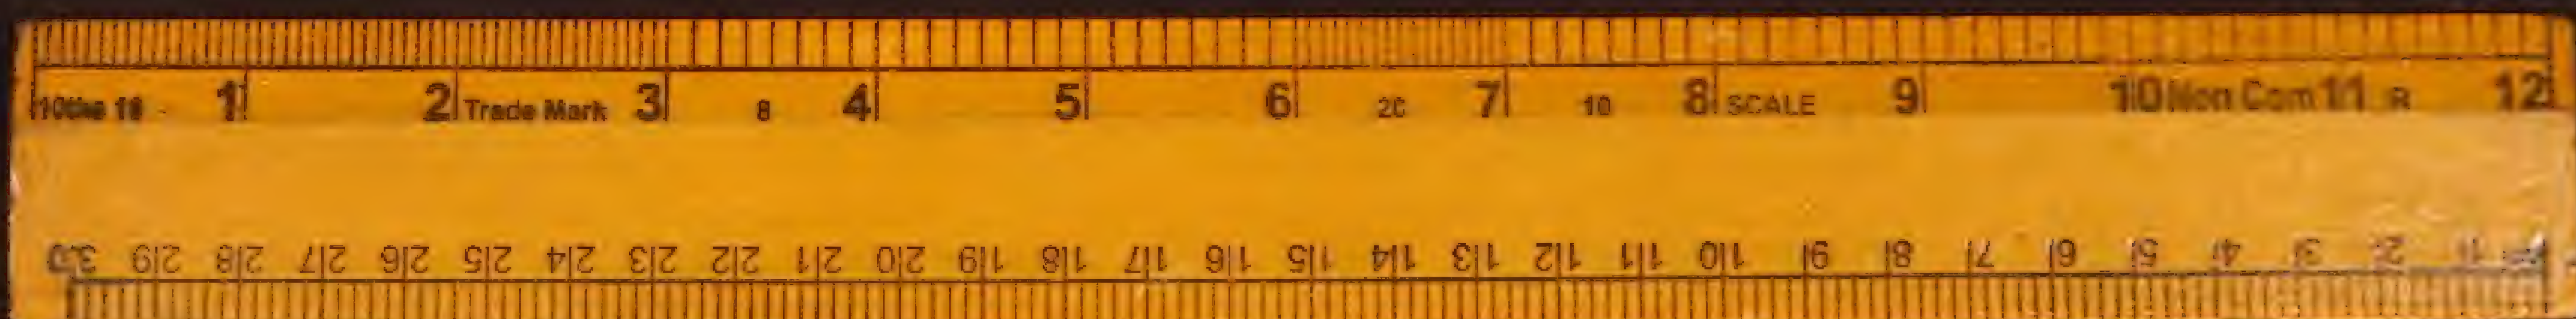 10ths 16 1 2 Trade Mark 3 8 4 5 6 20 7 10 8 SCALE 9 10 Non Com 11 R 12
30 29 28 27 26 25 24 23 22 21 20 19 18 17 16 15 14 13 12 11 10 9 8 7 6 5 4 3 2 1